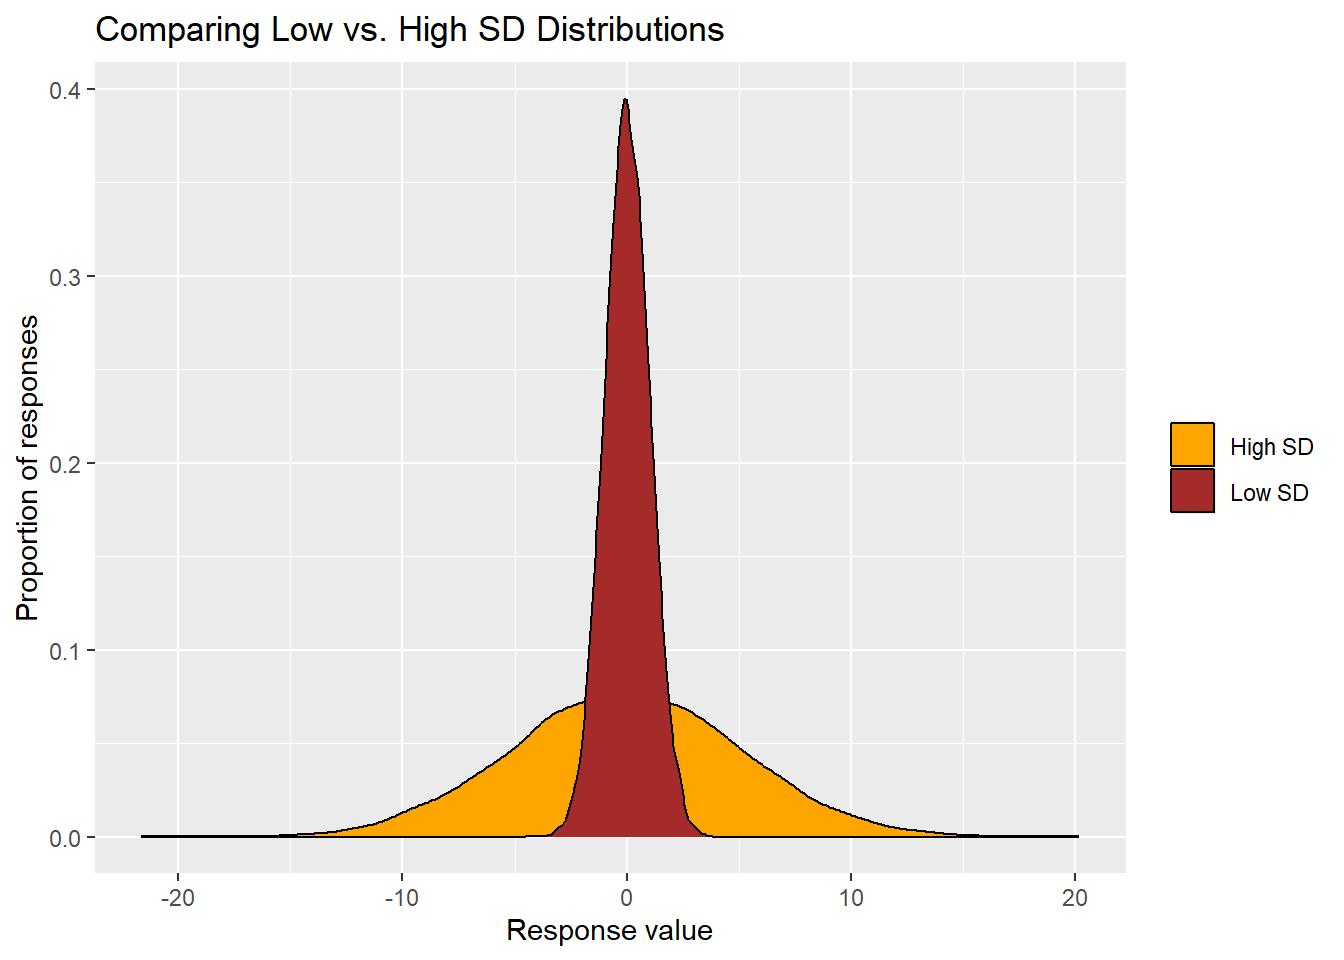 Comparing Low vs. High SD Distributions
0.4
0.3
0.2
0.1
0.0
Proportion of responses
-20 -10 0 10 20
Response value
High SD
Low SD